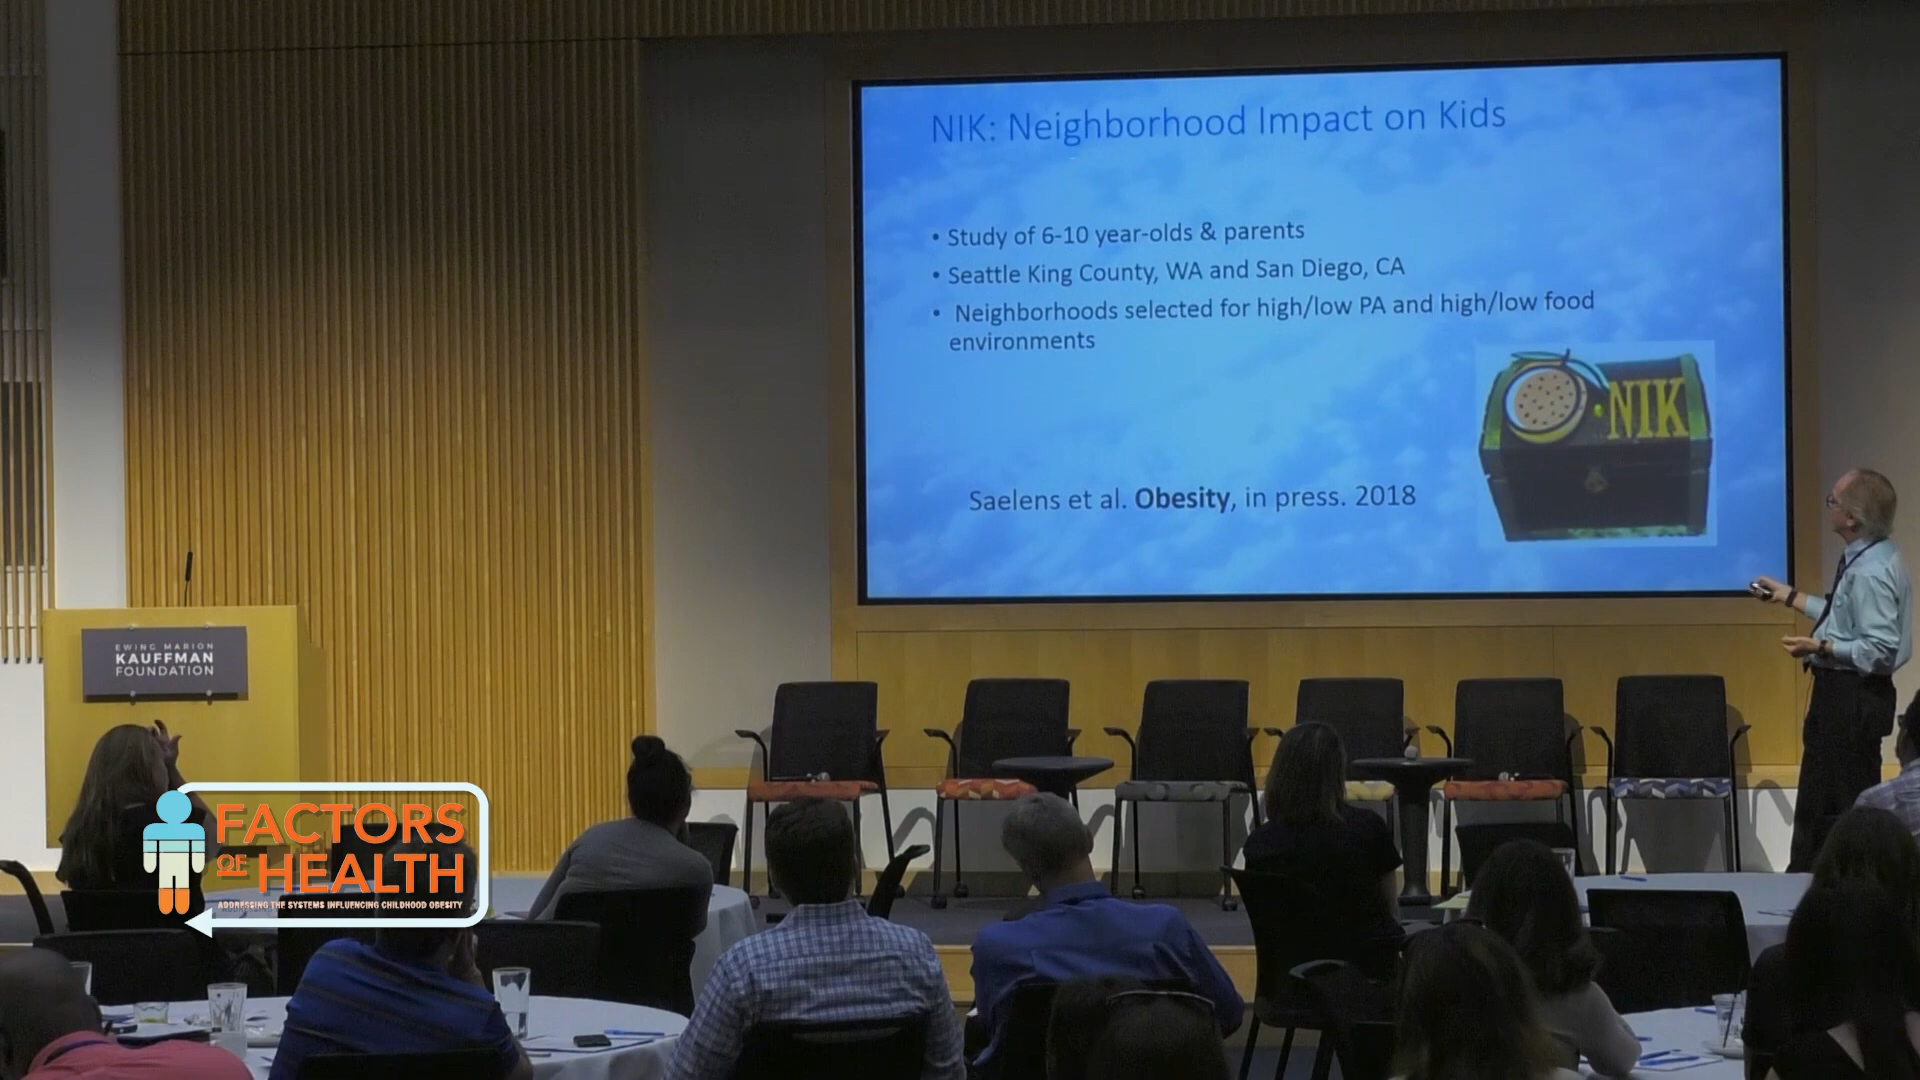 NIK: Neighborhood Impact on Kids
• Study of 6-10 year-olds & parents
• Seattle King County, WA and San Diego, CA
• Neighborhoods selected for high/low PA and high/low food
environments
NIK
Saelens et al. Obesity, in press. 2018
EWING MARION
KAUFFMAN
FOUNDATION
FACTORS
OF HEALTH
ADDRESSING THE SYSTEMS INFLUENCING CHILDHOOD OBESITY